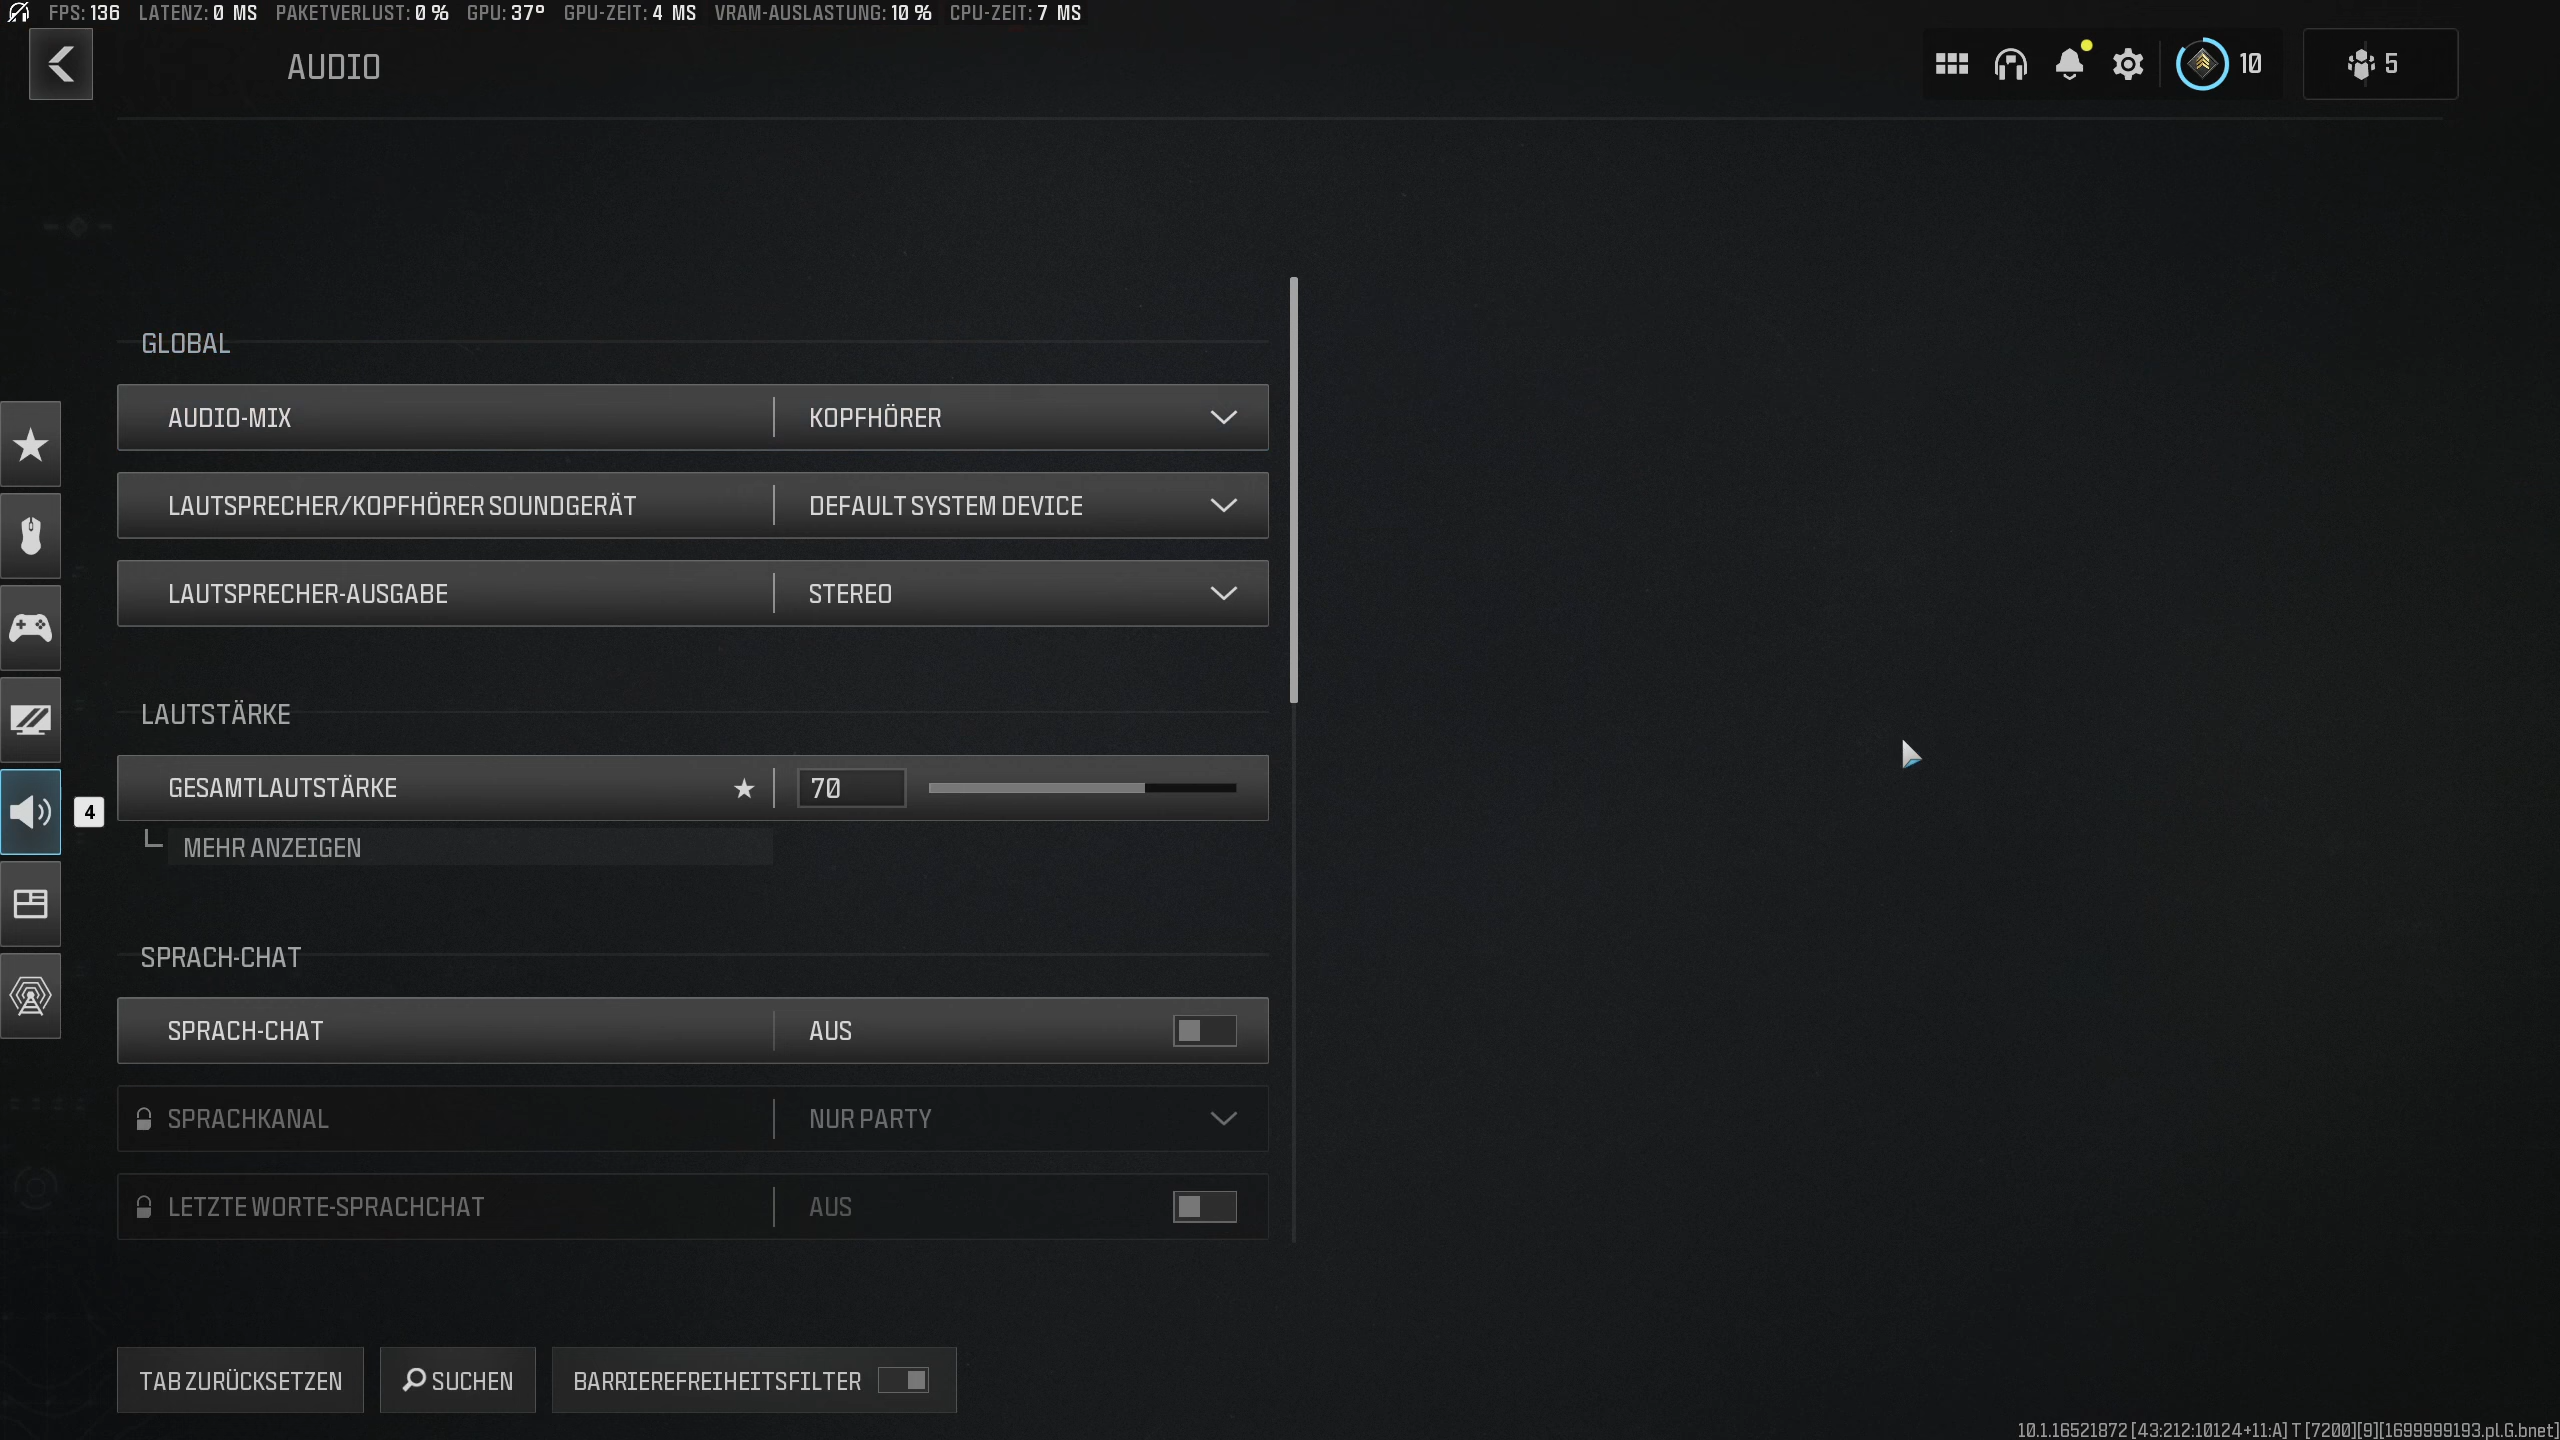 FPS: 136 LATENZ: 0 MS PAKETVERLUST: 0 % GPU: 37° GPU-ZEIT: 4 MS VRAM-AUSLASTUNG: 10 % CPU-ZEIT: 7 MS
AUDIO
10
5
GLOBAL
AUDIO-MIX KOPFHÖRER
LAUTSPRECHER/KOPFHÖRER SOUNDGERÄT DEFAULT SYSTEM DEVICE
LAUTSPRECHER-AUSGABE STEREO
LAUTSTÄRKE
GESAMTLAUTSTÄRKE 70
4
MEHR ANZEIGEN
SPRACH-CHAT
SPRACH-CHAT AUS
SPRACHKANAL NUR PARTY
LETZTE WORTE-SPRACHCHAT AUS
TAB ZURÜCKSETZEN SUCHEN BARRIEREFREIHEITSFILTER
10.1.16521872 [43:212:10124+11:A] T [7200][9][1699999193.pl.G.bnet]